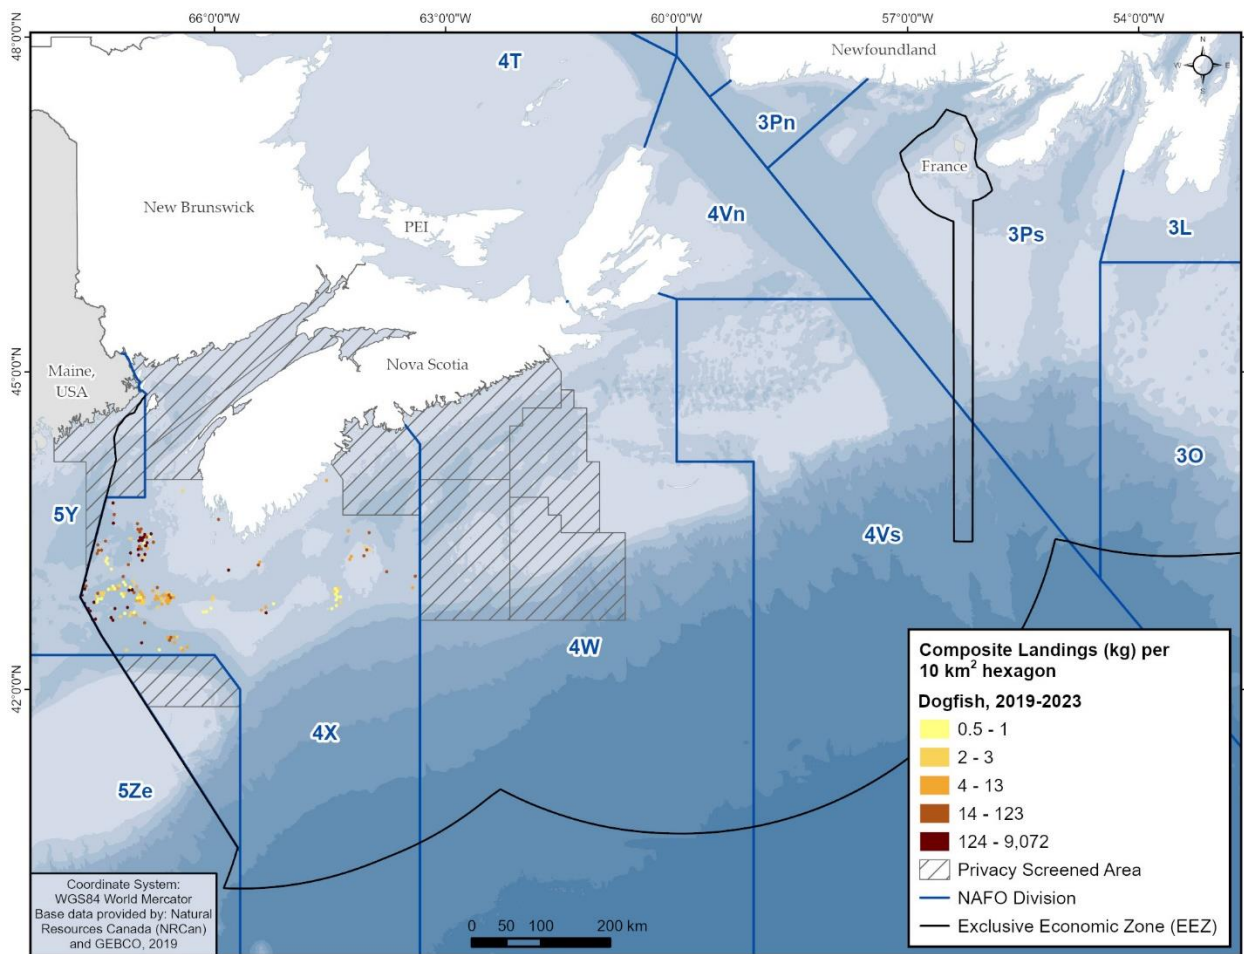 66°0'0"W
63°0'0"W
60°0'0"W
57°0'0"W
54°0'0"W
48°0'0"N
45°0'0"N
42°0'0"N
N
W
E
S
4T
Newfoundland
3Pn
France
New Brunswick
PEI
4Vn
3Ps
3L
Maine,
USA
Nova Scotia
3O
5Y
4Vs
4W
4X
5Ze
Composite Landings (kg) per
10 km² hexagon
Dogfish, 2019-2023
0.5 - 1
2 - 3
4 - 13
14 - 123
124 - 9,072
Privacy Screened Area
NAFO Division
Exclusive Economic Zone (EEZ)
Coordinate System:
WGS84 World Mercator
Base data provided by: Natural
Resources Canada (NRCan)
and GEBCO, 2019
0 50 100 200 km